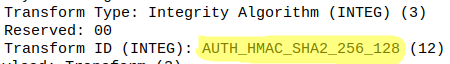 Transform Type: Integrity Algorithm (INTEG) (3)
Reserved: 00
Transform ID (INTEG): AUTH_HMAC_SHA2_256_128 (12)